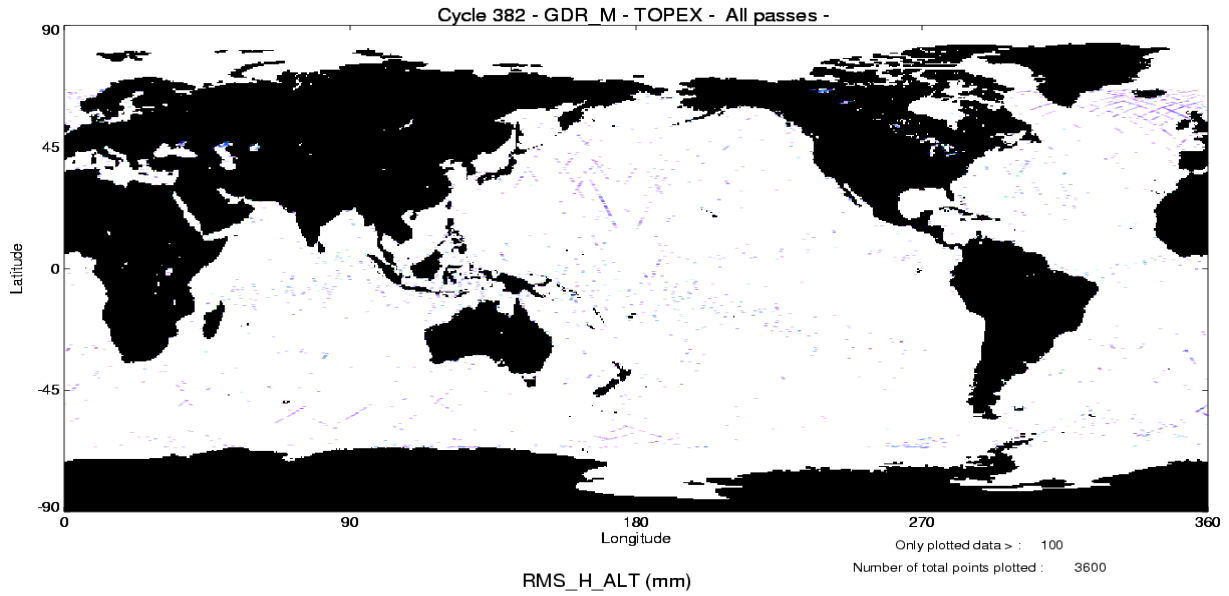 Cycle 382 - GDR_M - TOPEX - All passes -
90
45
Latitude
0
-45
-90
0 90 180 270 360
Longitude
Only plotted data > : 100
Number of total points plotted : 3600
RMS_H_ALT (mm)